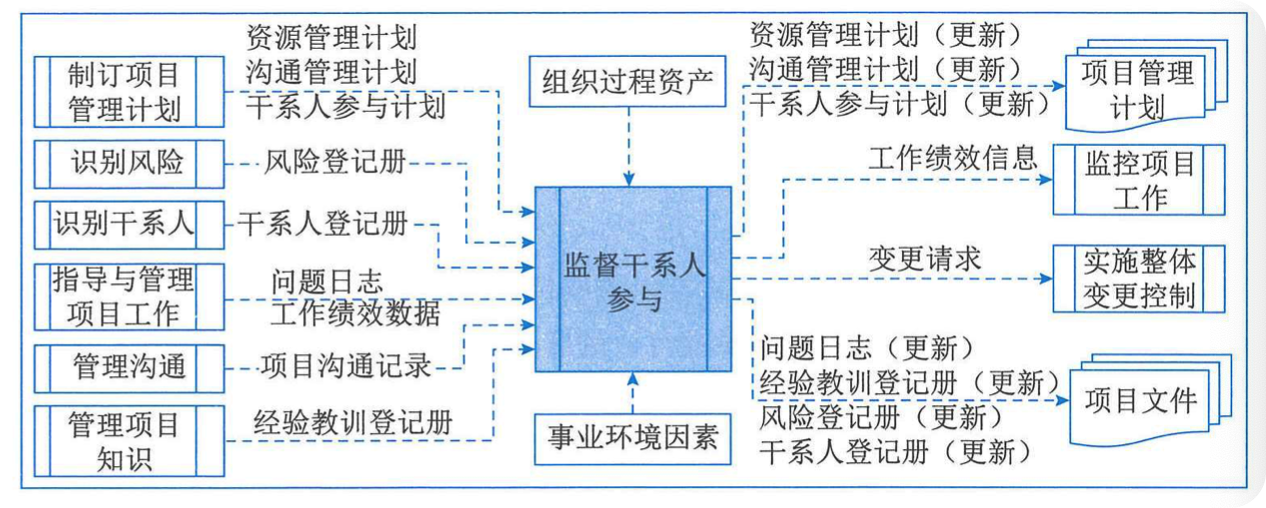 制订项目
管理计划
资源管理计划
沟通管理计划
干系人参与计划
识别风险
风险登记册
识别干系人
干系人登记册
指导与管理
项目工作
问题日志
工作绩效数据
管理沟通
项目沟通记录
管理项目
知识
经验教训登记册
组织过程资产
监督干系人
参与
事业环境因素
资源管理计划（更新）
沟通管理计划（更新）
干系人参与计划（更新）
项目管理
计划
工作绩效信息
监控项目
工作
变更请求
实施整体
变更控制
问题日志（更新）
经验教训登记册（更新）
风险登记册（更新）
干系人登记册（更新）
项目文件